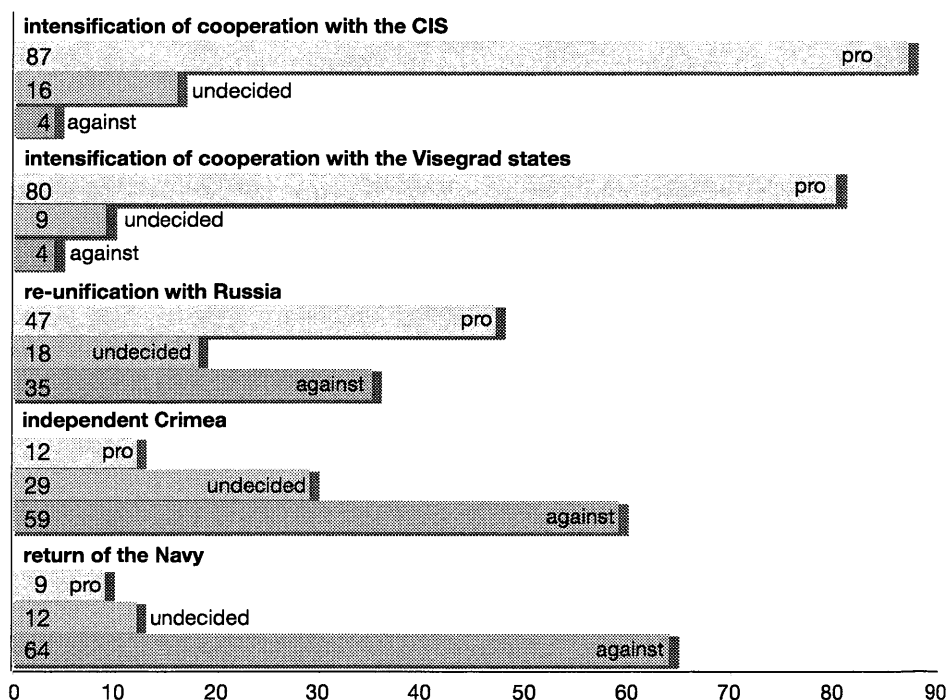 intensification of cooperation with the CIS
87 pro
16 undecided
4 against
intensification of cooperation with the Visegrad states
80 pro
9 undecided
4 against
re-unification with Russia
47 pro
18 undecided
35 against
independent Crimea
12 pro
29 undecided
59 against
return of the Navy
9 pro
12 undecided
64 against
0 10 20 30 40 50 60 70 80 90